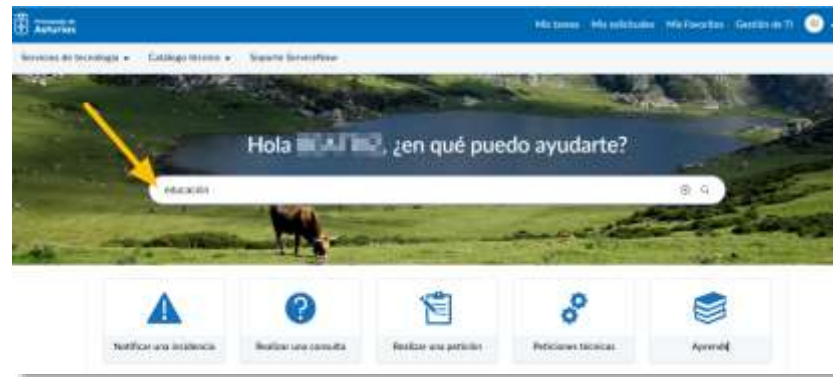 Principado de
Asturias
Mis tareas Mis solicitudes Mis Favoritos Gestión de TI
Servicios de tecnología Catálogo técnico Soporte ServiceNow
Hola , ¿en qué puedo ayudarte?
educación
Notificar una incidencia Realizar una consulta Realizar una petición Peticiones técnicas Aprende